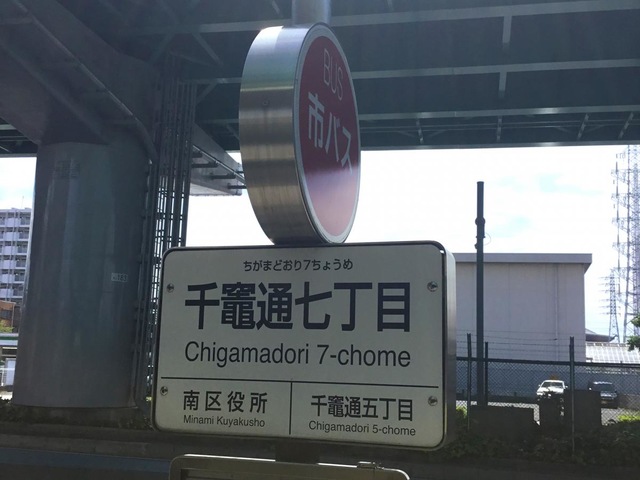 BUS
市バス
ちがまどおり7ちょうめ
千竈通七丁目
Chigamadori 7-chome
南区役所
Minami Kuyakusho
千竈通五丁目
Chigamadori 5-chome